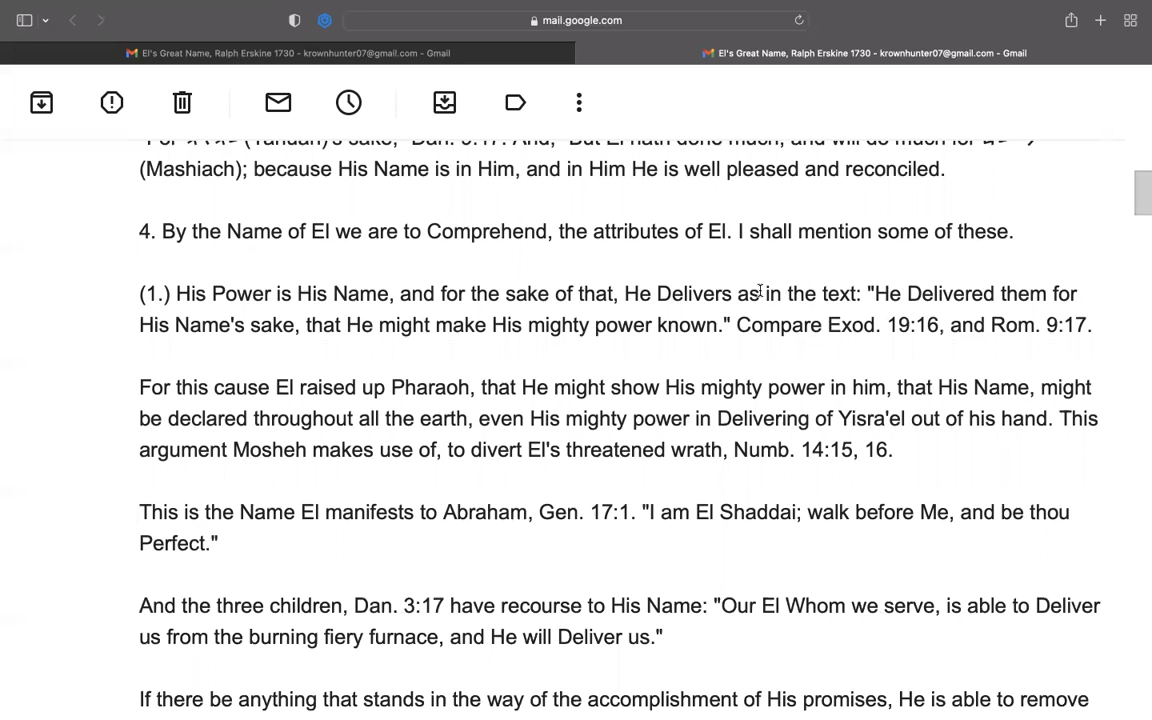 mail.google.com
El's Great Name, Ralph Erskine 1730 - krownhunter07@gmail.com - Gmail
El's Great Name, Ralph Erskine 1730 - krownhunter07@gmail.com - Gmail
(Mashiach); because His Name is in Him, and in Him He is well pleased and reconciled.
4. By the Name of El we are to Comprehend, the attributes of El. I shall mention some of these.
(1.) His Power is His Name, and for the sake of that, He Delivers as in the text: "He Delivered them for
His Name's sake, that He might make His mighty power known." Compare Exod. 19:16, and Rom. 9:17.
For this cause El raised up Pharaoh, that He might show His mighty power in him, that His Name, might
be declared throughout all the earth, even His mighty power in Delivering of Yisra'el out of his hand. This
argument Mosheh makes use of, to divert El's threatened wrath, Numb. 14:15, 16.
This is the Name El manifests to Abraham, Gen. 17:1. "I am El Shaddai; walk before Me, and be thou
Perfect."
And the three children, Dan. 3:17 have recourse to His Name: "Our El Whom we serve, is able to Deliver
us from the burning fiery furnace, and He will Deliver us."
If there be anything that stands in the way of the accomplishment of His promises, He is able to remove